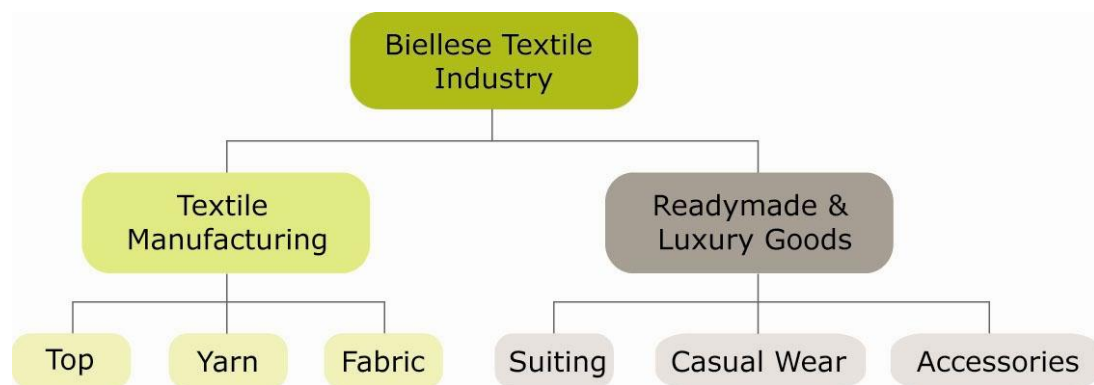 Biellese Textile
Industry
Textile
Manufacturing
Readymade &
Luxury Goods
Top
Yarn
Fabric
Suiting
Casual Wear
Accessories